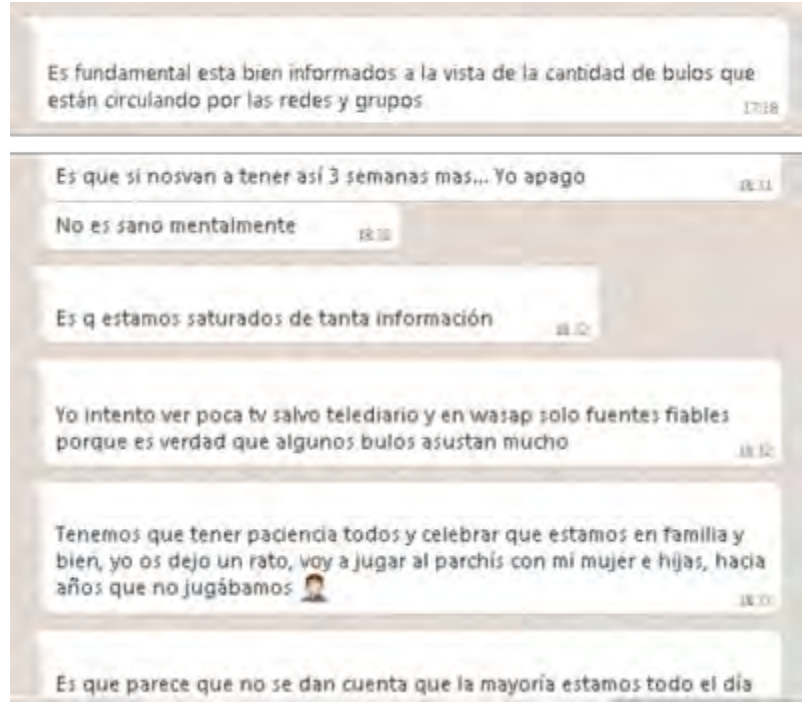 Es fundamental esta bien informados a la vista de la cantidad de bulos que
están circulando por las redes y grupos
17:18
Es que si nosvan a tener así 3 semanas mas... Yo apago
No es sano mentalmente
Es q estamos saturados de tanta información
Yo intento ver poca tv salvo telediario y en wasap solo fuentes fiables
porque es verdad que algunos bulos asustan mucho
Tenemos que tener paciencia todos y celebrar que estamos en familia y
bien, yo os dejo un rato, voy a jugar al parchís con mi mujer e hijas, hacia
años que no jugábamos
Es que parece que no se dan cuenta que la mayoría estamos todo el día